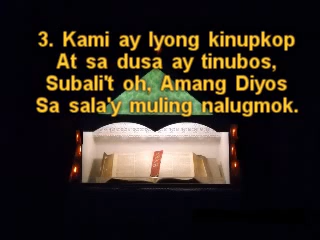 3. Kami ay Iyong kinupkop
At sa dusa ay tinubos,
Subali't oh, Amang Diyos
Sa sala'y muling nalugmok.